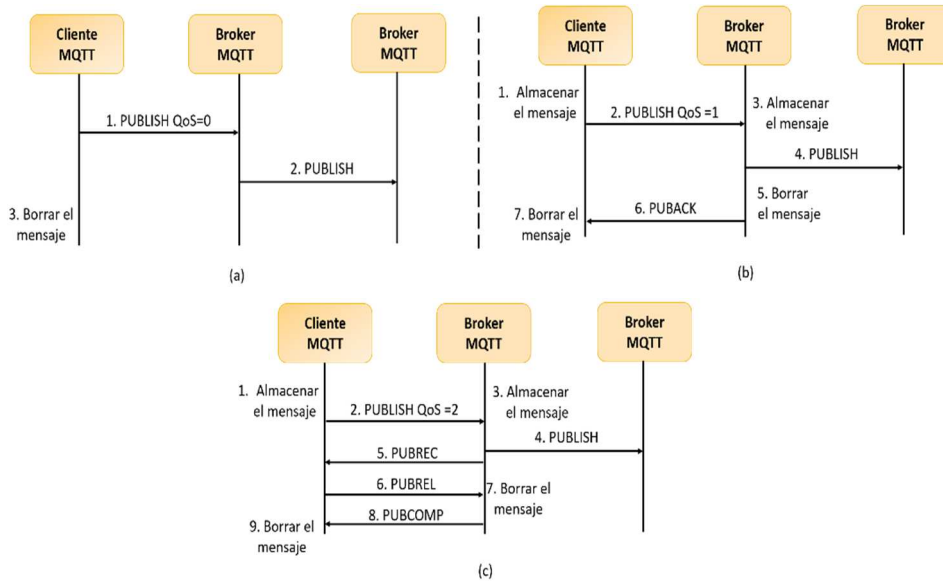 Cliente
MQTT
Broker
MQTT
Broker
MQTT
1. PUBLISH QoS=0
2. PUBLISH
3. Borrar el
mensaje
(a)
Cliente
MQTT
Broker
MQTT
Broker
MQTT
1. Almacenar
el mensaje
2. PUBLISH QoS =1
3. Almacenar
el mensaje
4. PUBLISH
5. Borrar
el mensaje
6. PUBACK
7. Borrar el
mensaje
(b)
Cliente
MQTT
Broker
MQTT
Broker
MQTT
1. Almacenar
el mensaje
2. PUBLISH QoS =2
3. Almacenar
el mensaje
4. PUBLISH
5. PUBREC
6. PUBREL
7. Borrar el
mensaje
8. PUBCOMP
9. Borrar el
mensaje
(c)